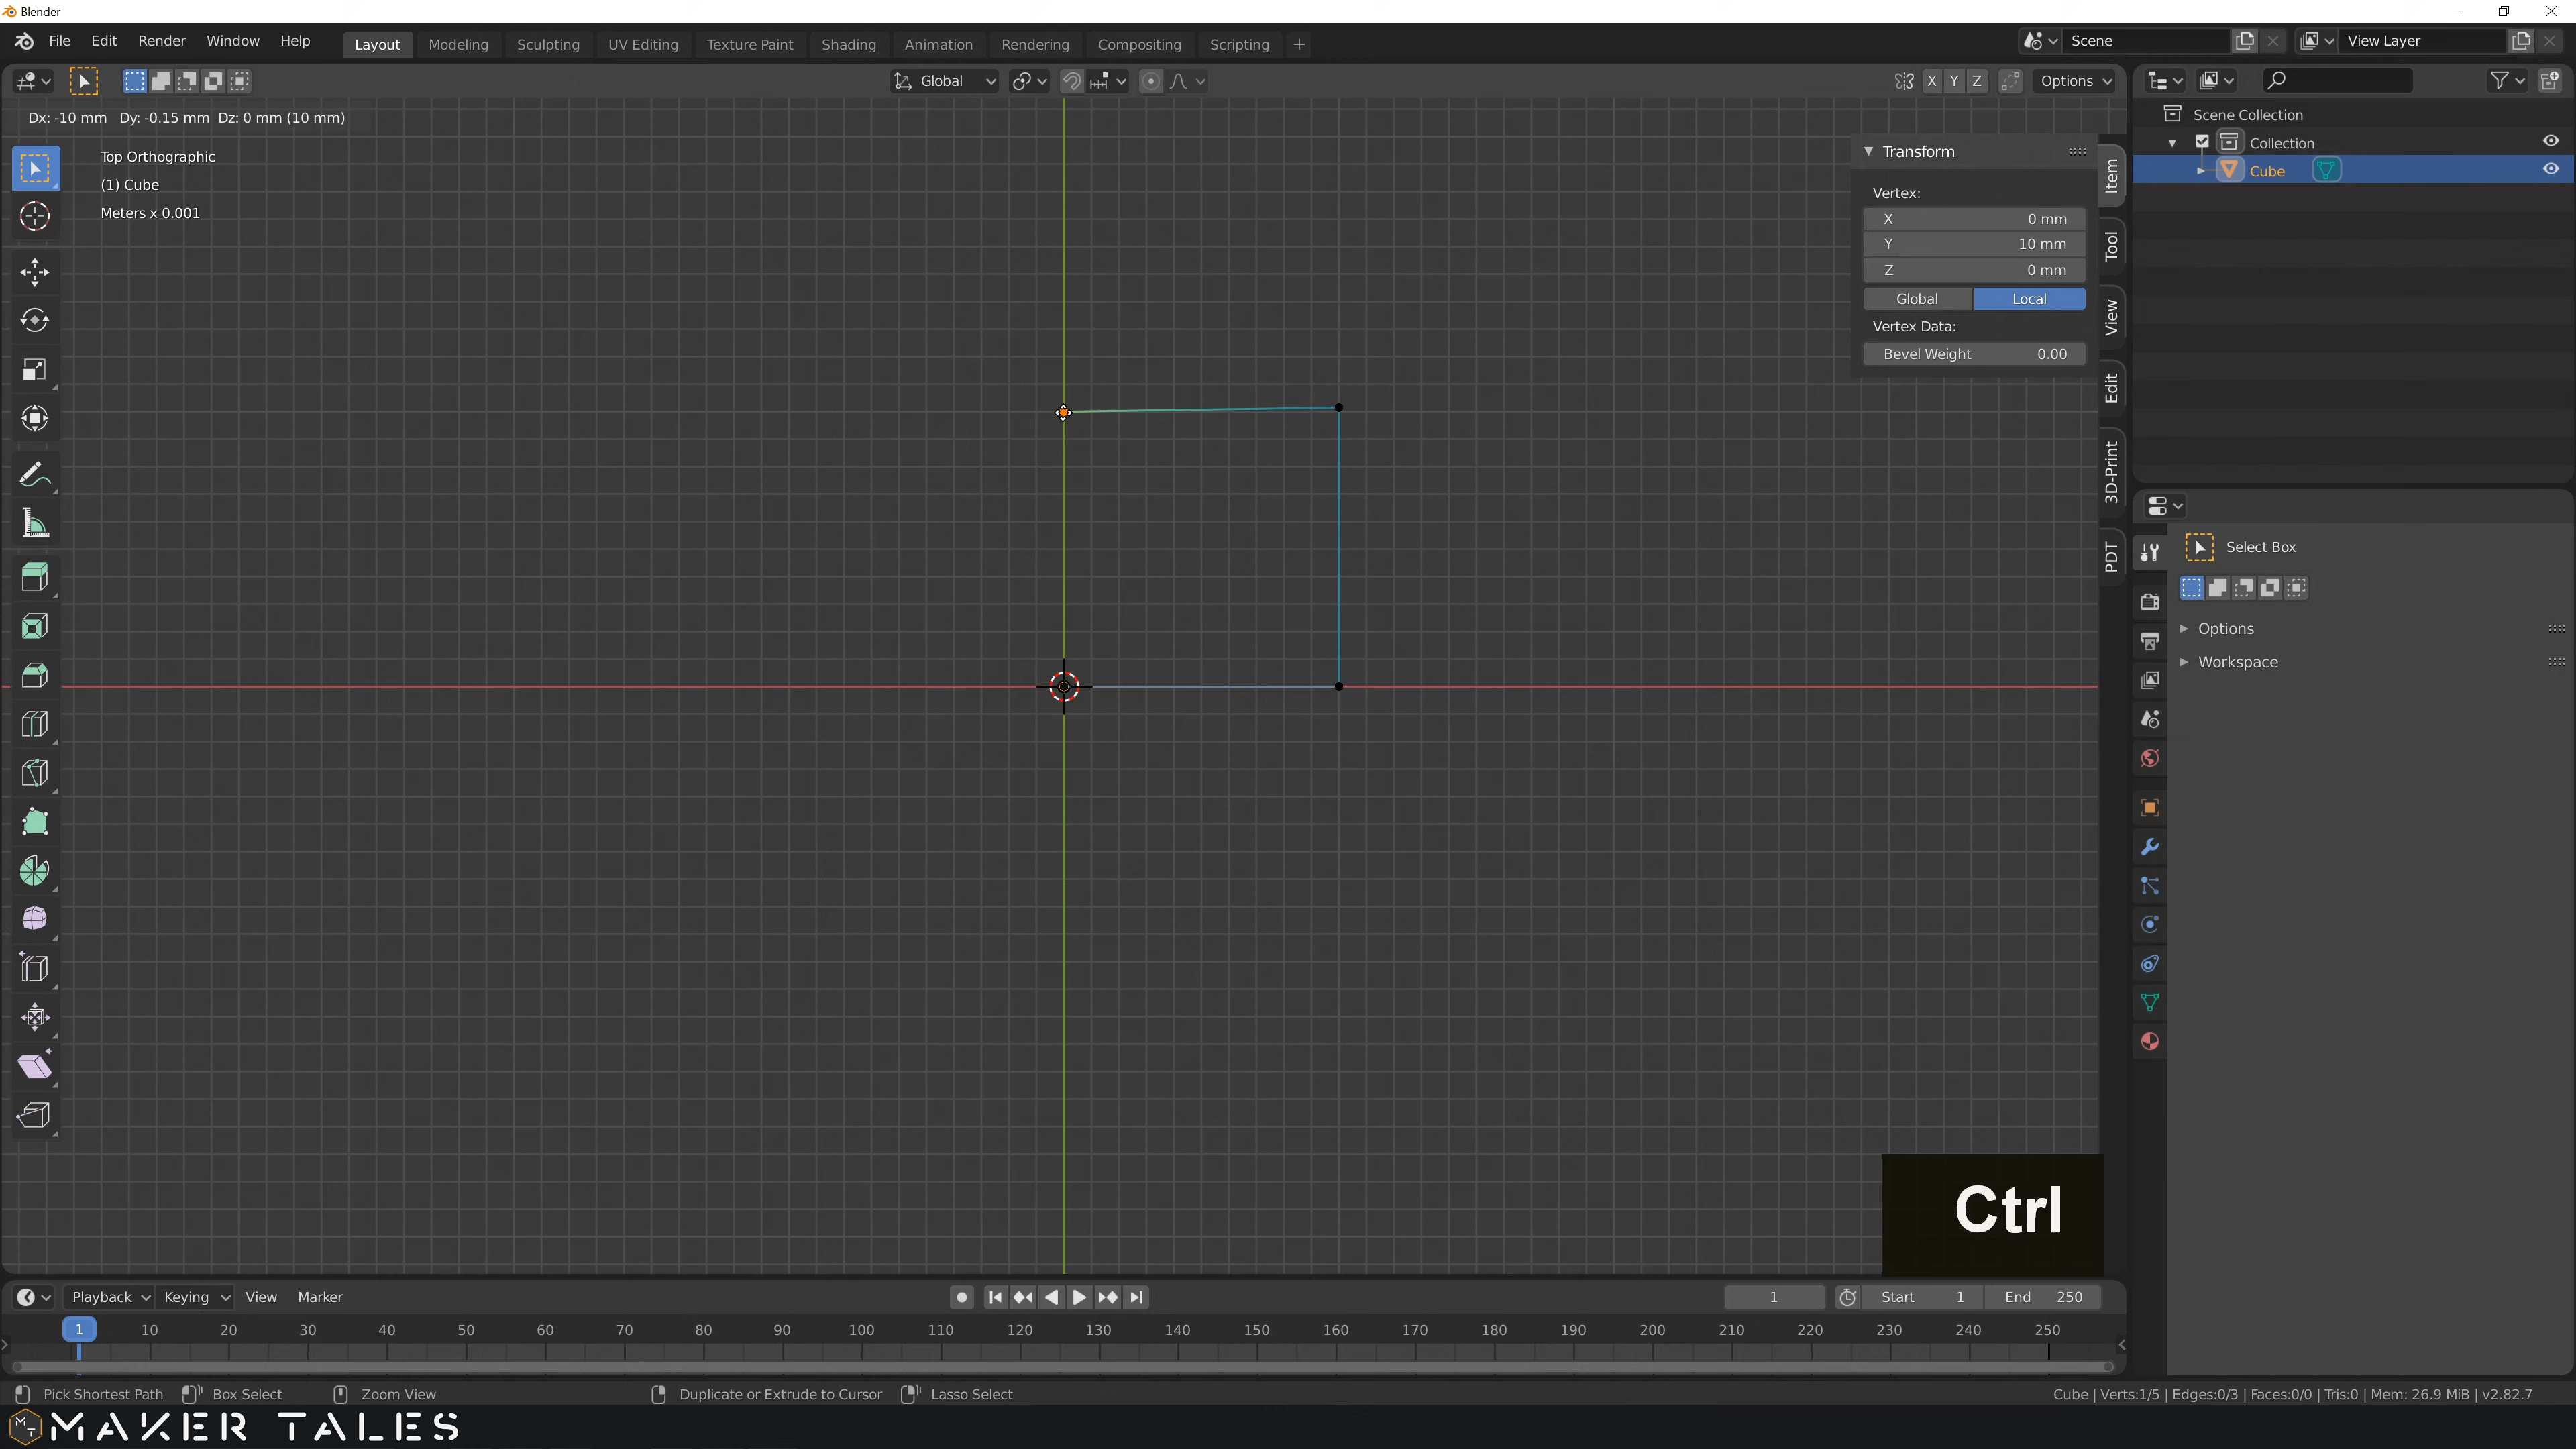 Blender
File Edit Render Window Help Layout Modeling Sculpting UV Editing Texture Paint Shading Animation Rendering Compositing Scripting + Scene View Layer
Global X Y Z Options
Dx: -10 mm Dy: -0.15 mm Dz: 0 mm (10 mm)
Top Orthographic
(1) Cube
Meters x 0.001
Transform
Vertex:
X 0 mm
Y 10 mm
Z 0 mm
Global Local
Vertex Data:
Bevel Weight 0.00
Item
Tool
View
Edit
3D-Print
PDT
Scene Collection
Collection
Cube
Select Box
Options
Workspace
Ctrl
Playback Keying View Marker 1 Start 1 End 250
1 10 20 30 40 50 60 70 80 90 100 110 120 130 140 150 160 170 180 190 200 210 220 230 240 250
Pick Shortest Path Box Select Zoom View Duplicate or Extrude to Cursor Lasso Select Cube | Verts:1/5 | Edges:0/3 | Faces:0/0 | Tris:0 | Mem: 26.9 MiB | v2.82.7
M T MAKER TALES